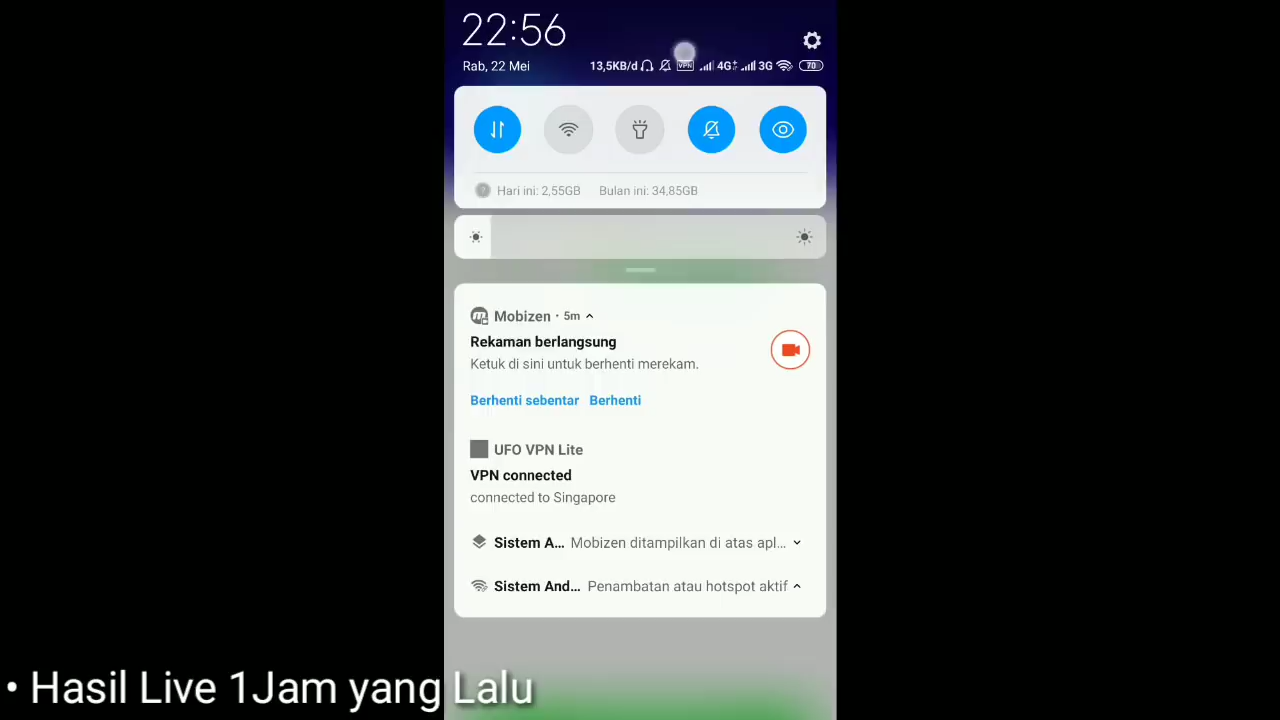 22:56
Rab, 22 Mei
13,5KB/d VPN 4G+ 3G 70
Hari ini: 2,55GB Bulan ini: 34,85GB
Mobizen · 5m
Rekaman berlangsung
Ketuk di sini untuk berhenti merekam.
Berhenti sebentar Berhenti
UFO VPN Lite
VPN connected
connected to Singapore
Sistem A... Mobizen ditampilkan di atas apl...
Sistem And... Penambatan atau hotspot aktif
• Hasil Live 1Jam yang Lalu